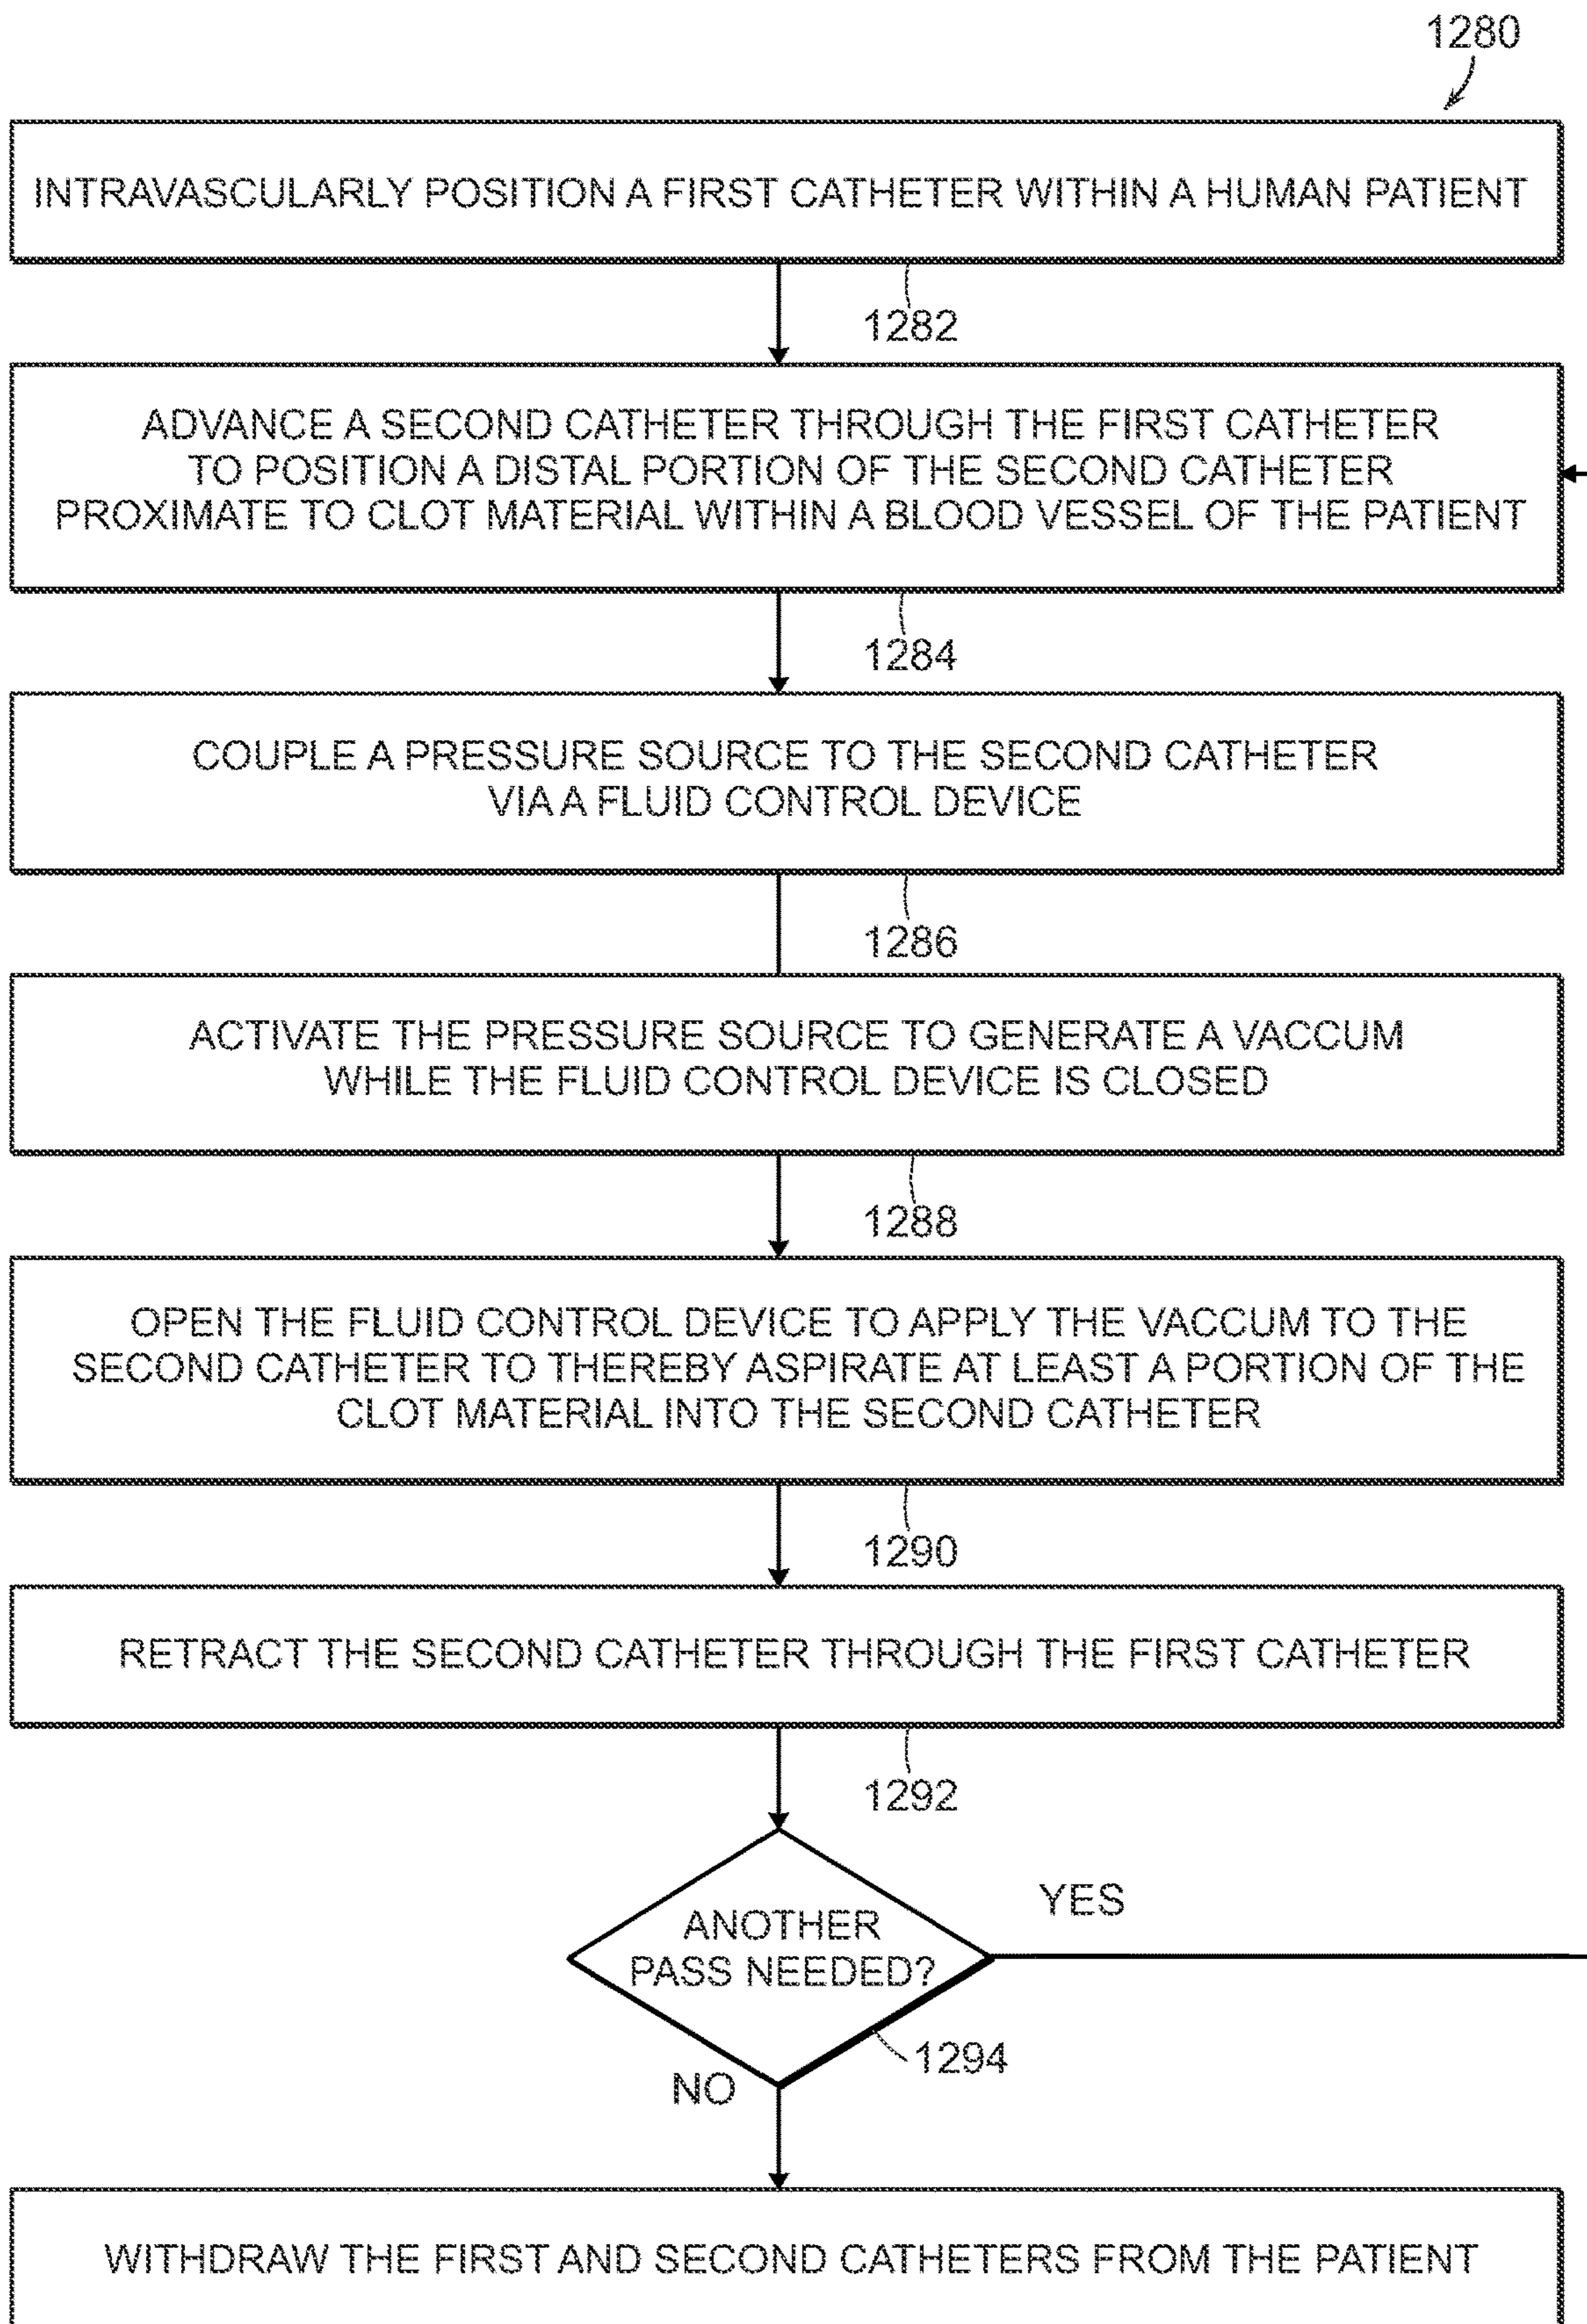 1280
INTRAVASCULARLY POSITION A FIRST CATHETER WITHIN A HUMAN PATIENT
1282
ADVANCE A SECOND CATHETER THROUGH THE FIRST CATHETER
TO POSITION A DISTAL PORTION OF THE SECOND CATHETER
PROXIMATE TO CLOT MATERIAL WITHIN A BLOOD VESSEL OF THE PATIENT
1284
COUPLE A PRESSURE SOURCE TO THE SECOND CATHETER
VIA A FLUID CONTROL DEVICE
1286
ACTIVATE THE PRESSURE SOURCE TO GENERATE A VACCUM
WHILE THE FLUID CONTROL DEVICE IS CLOSED
1288
OPEN THE FLUID CONTROL DEVICE TO APPLY THE VACCUM TO THE
SECOND CATHETER TO THEREBY ASPIRATE AT LEAST A PORTION OF THE
CLOT MATERIAL INTO THE SECOND CATHETER
1290
RETRACT THE SECOND CATHETER THROUGH THE FIRST CATHETER
1292
YES
ANOTHER
PASS NEEDED?
1294
NO
WITHDRAW THE FIRST AND SECOND CATHETERS FROM THE PATIENT